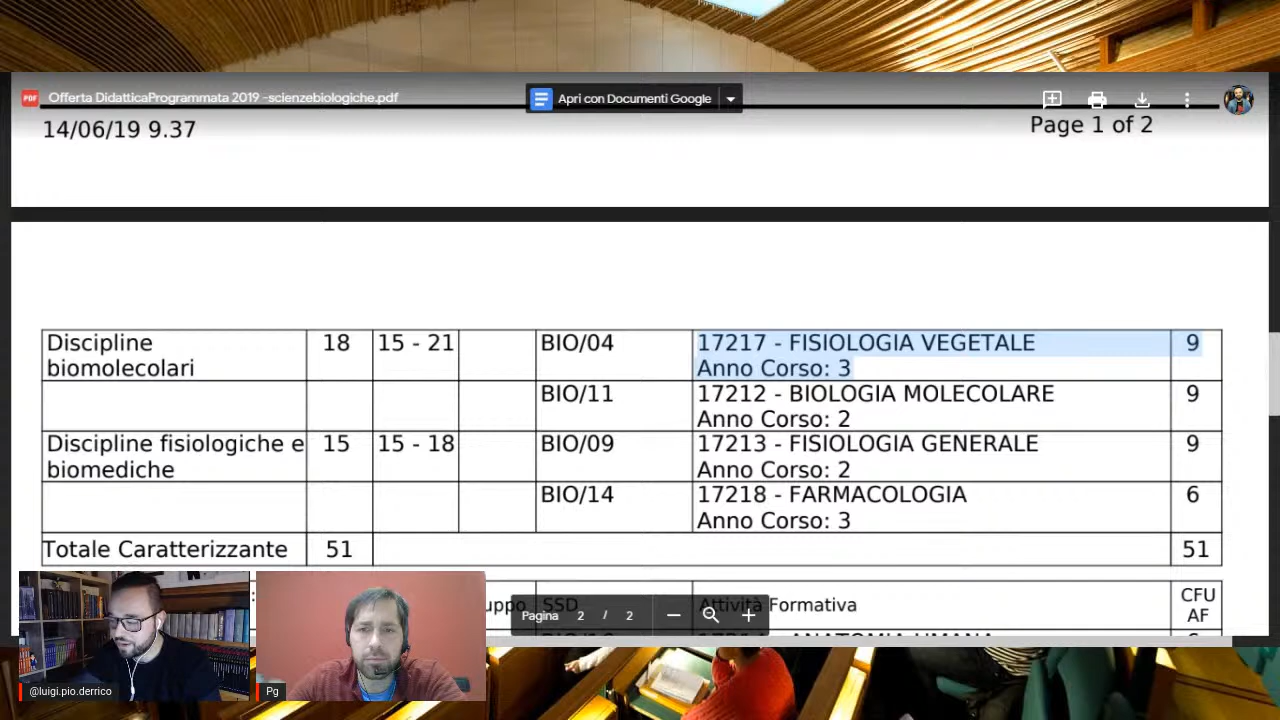 PDF
Offerta DidatticaProgrammata 2019 -scienzebiologiche.pdf
Apri con Documenti Google
14/06/19 9.37
Page 1 of 2
Discipline biomolecolari 18 15 - 21 BIO/04 17217 - FISIOLOGIA VEGETALE 9
Anno Corso: 3
BIO/11 17212 - BIOLOGIA MOLECOLARE 9
Anno Corso: 2
Discipline fisiologiche e biomediche 15 15 - 18 BIO/09 17213 - FISIOLOGIA GENERALE 9
Anno Corso: 2
BIO/14 17218 - FARMACOLOGIA 6
Anno Corso: 3
Totale Caratterizzante 51 51
SSD Attività Formativa CFU
AF
Pagina 2 / 2
ANATOMIA UMANA
@luigi.pio.derrico
Pg